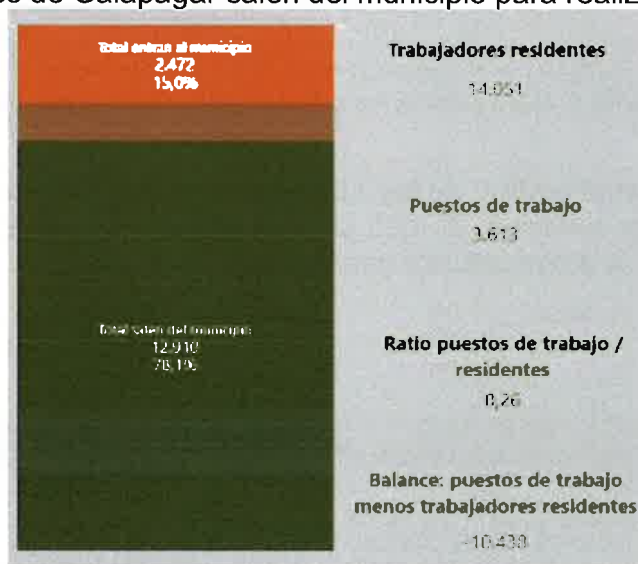 de Galapagar salen del municipio para realiz
Total entran al municipio
2.472
15,0%
Trabajadores residentes
14.051
Puestos de trabajo
3.613
Total salen del municipio
12.910
78,1%
Ratio puestos de trabajo /
residentes
0,26
Balance: puestos de trabajo
menos trabajadores residentes
-10.438